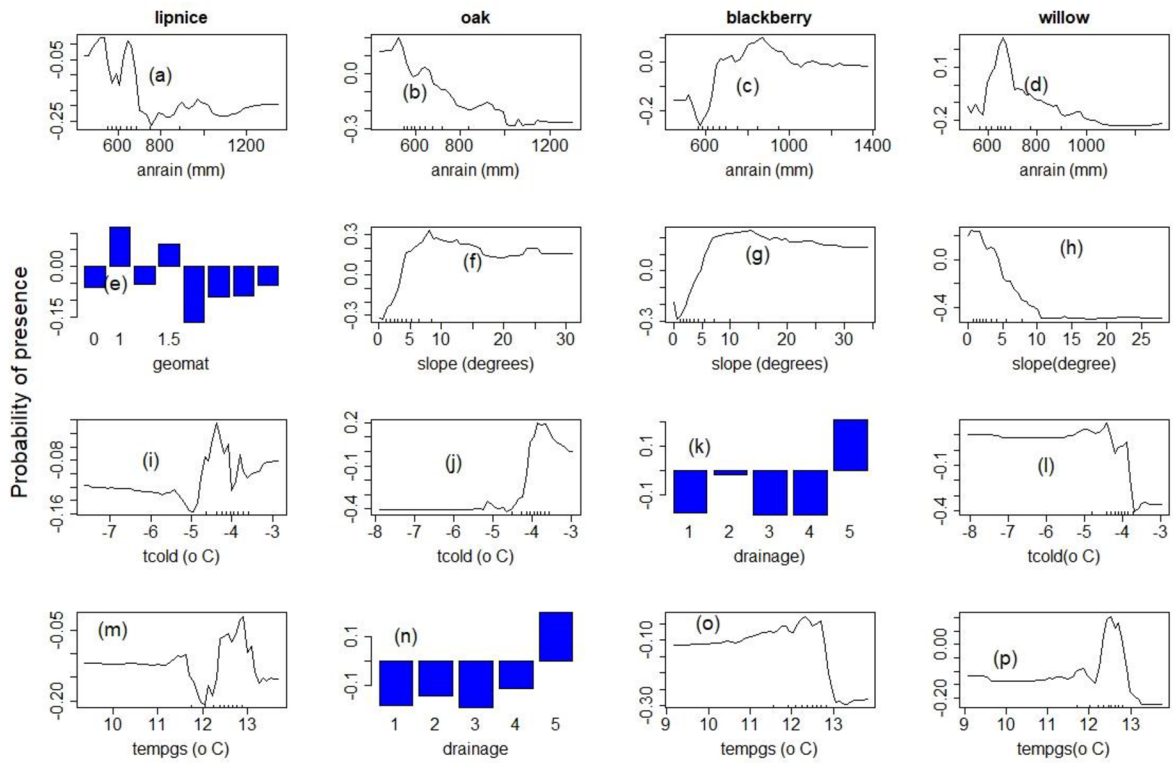 lipnice oak blackberry willow
-0.05 -0.25 (a) 600 800 1200 anrain (mm)
0.0 -0.3 (b) 600 800 1200 anrain (mm)
0.0 -0.2 (c) 600 1000 1400 anrain (mm)
0.1 -0.2 (d) 600 800 1000 anrain (mm)
0.00 -0.15 (e) 0 1 1.5 geomat
0.3 0.0 -0.3 (f) 0 5 10 20 30 slope (degrees)
0.0 -0.3 (g) 0 5 10 20 30 slope (degrees)
0.0 -0.4 (h) 0 5 10 15 20 25 slope(degree)
Probability of presence
-0.08 -0.16 (i) -7 -6 -5 -4 -3 tcold (o C)
0.2 -0.1 -0.4 (j) -8 -7 -6 -5 -4 -3 tcold (o C)
0.1 -0.1 (k) 1 2 3 4 5 drainage)
-0.1 -0.4 (l) -8 -7 -6 -5 -4 -3 tcold(o C)
-0.05 -0.20 (m) 10 11 12 13 tempgs (o C)
0.1 -0.1 (n) 1 2 3 4 5 drainage
-0.10 -0.30 (o) 9 10 11 12 13 tempgs (o C)
0.00 -0.20 (p) 9 10 11 12 13 tempgs(o C)